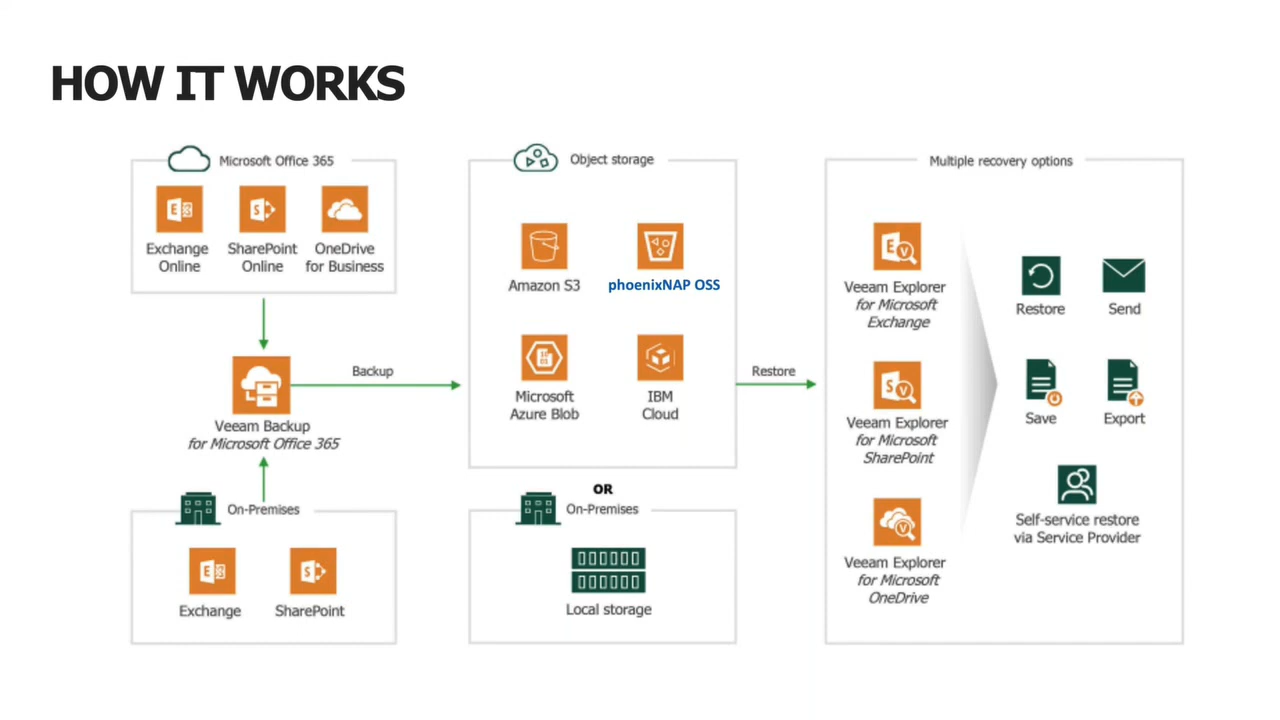 HOW IT WORKS
Microsoft Office 365
Exchange
Online
SharePoint
Online
OneDrive
for Business
Veeam Backup
for Microsoft Office 365
On-Premises
Exchange
SharePoint
Backup
Object storage
Amazon S3
phoenixNAP OSS
Microsoft
Azure Blob
IBM
Cloud
OR
On-Premises
Local storage
Restore
Multiple recovery options
Veeam Explorer
for Microsoft
Exchange
Veeam Explorer
for Microsoft
SharePoint
Veeam Explorer
for Microsoft
OneDrive
Restore
Send
Save
Export
Self-service restore
via Service Provider